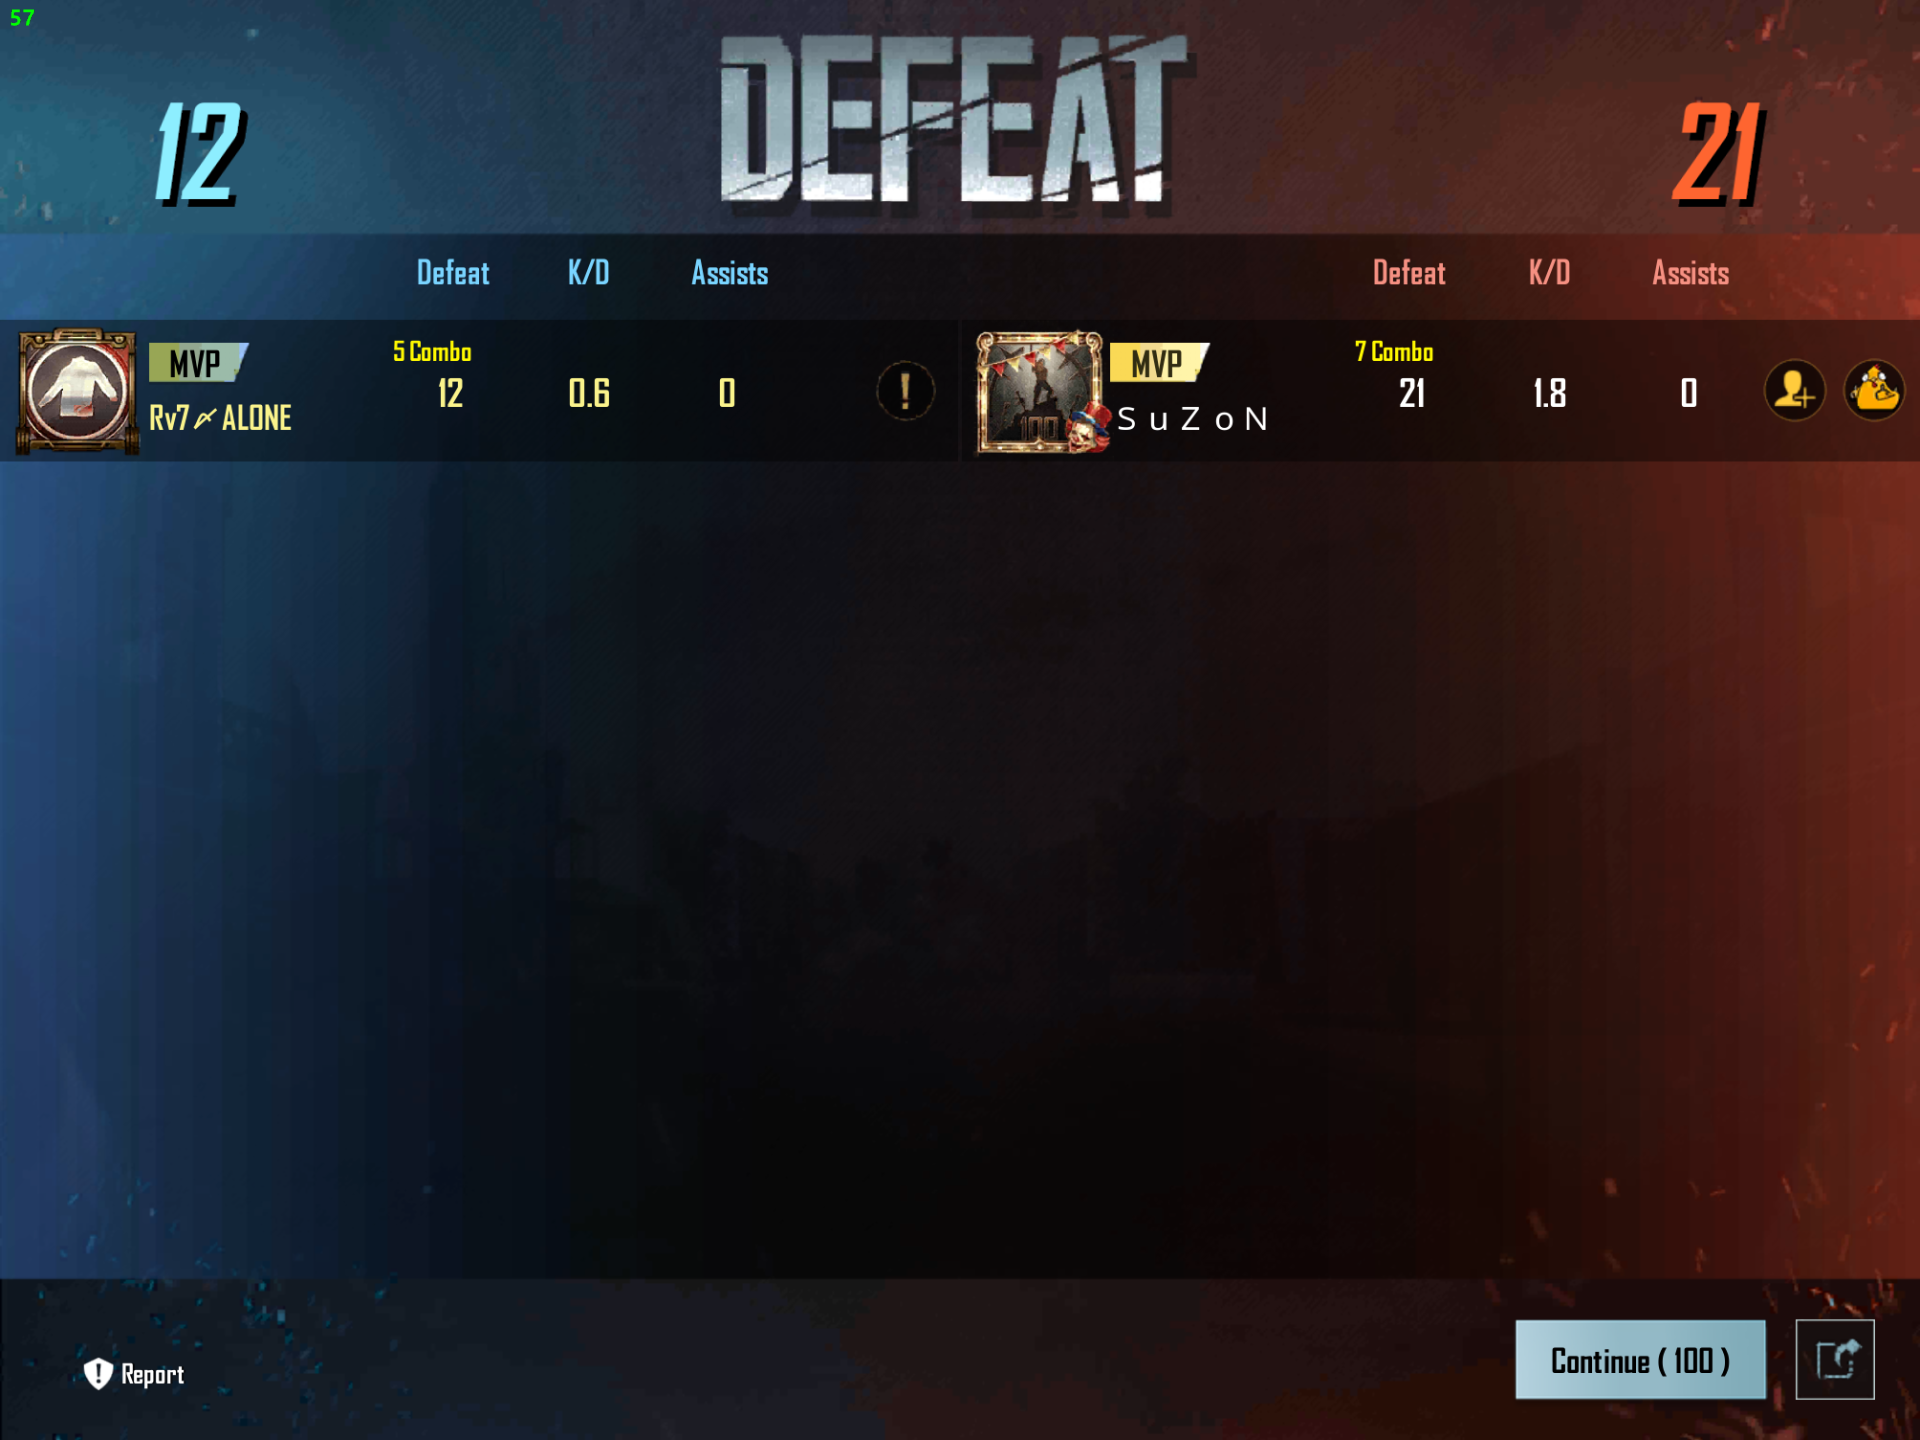 57
DEFEAT
12
21
Defeat K/D Assists
Defeat K/D Assists
MVP
5 Combo
12 0.6 0
Rv7 ALONE
MVP
7 Combo
21 1.8 0
S u Z o N
100
Report
Continue ( 100 )